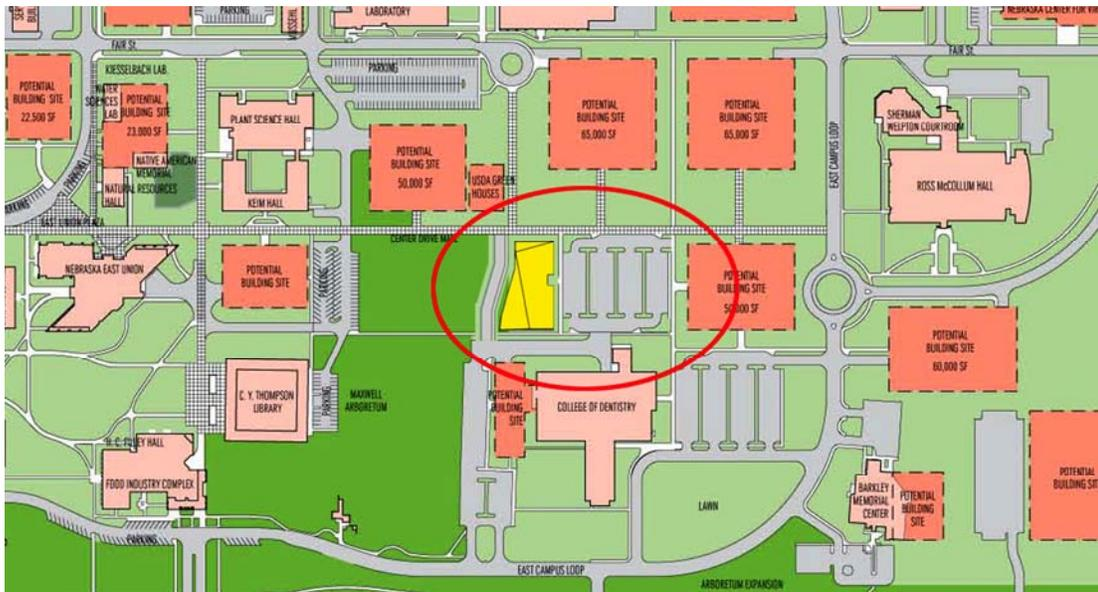 PARKING
LABORATORY
FAIR St.
FAIR St.
KIESSELBACH LAB.
PARKING
POTENTIAL
BUILDING SITE
22,500 SF
WATER
SCIENCES
LAB
POTENTIAL
BUILDING SITE
23,000 SF
PLANT SCIENCE HALL
POTENTIAL
BUILDING SITE
50,000 SF
USDA GREEN
HOUSES
POTENTIAL
BUILDING SITE
65,000 SF
POTENTIAL
BUILDING SITE
65,000 SF
EAST CAMPUS LOOP
SHERMAN
WELPTON COURTROOM
ROSS McCOLLUM HALL
PARKING
NATIVE AMERICAN
MEMORIAL
NATURAL RESOURCES
HALL
KEIM HALL
PARKING
EAST UNION PLAZA
CENTER DRIVE MALL
NEBRASKA EAST UNION
POTENTIAL
BUILDING SITE
PARKING
POTENTIAL
BUILDING SITE
50,000 SF
POTENTIAL
BUILDING SITE
60,000 SF
C. Y. THOMPSON
LIBRARY
PARKING
MAXWELL
ARBORETUM
POTENTIAL
BUILDING
SITE
COLLEGE OF DENTISTRY
FOOD INDUSTRY COMPLEX
LAWN
BARKLEY
MEMORIAL
CENTER
POTENTIAL
BUILDING
SITE
POTENTIAL
PARKING
EAST CAMPUS LOOP
ARBORETUM EXPANSION